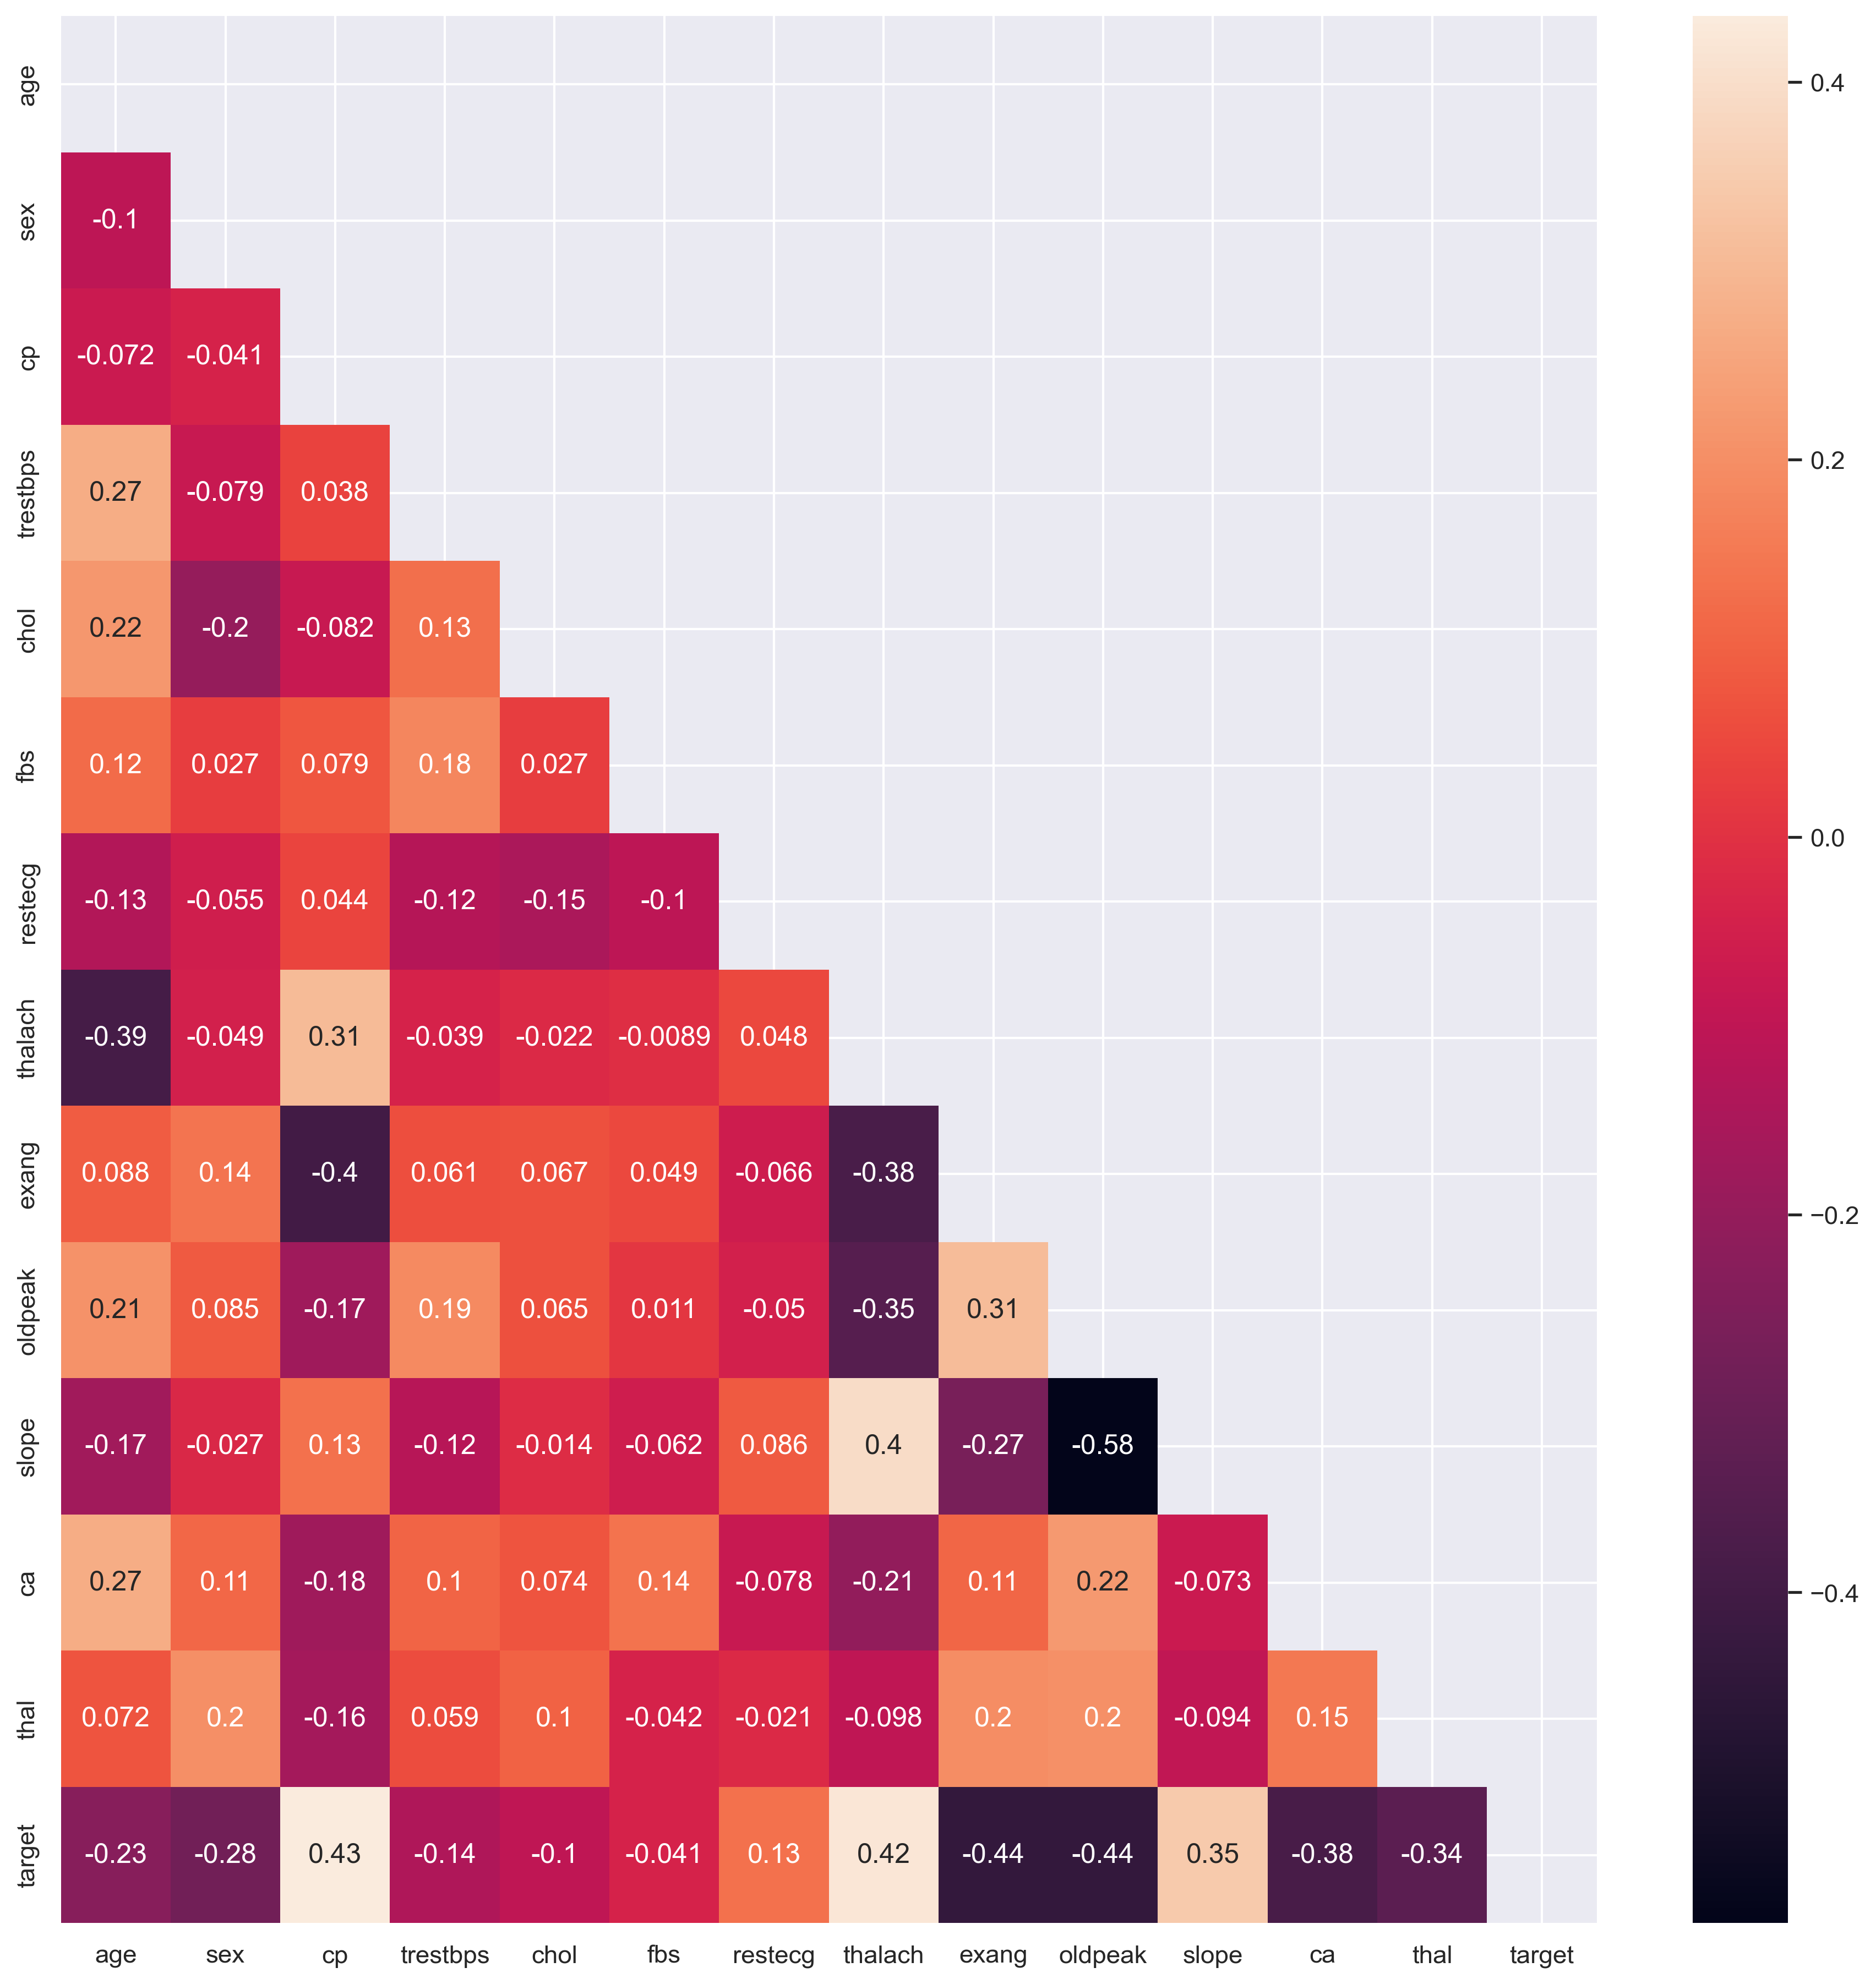 age
sex -0.1
cp -0.072 -0.041
trestbps 0.27 -0.079 0.038
chol 0.22 -0.2 -0.082 0.13
fbs 0.12 0.027 0.079 0.18 0.027
restecg -0.13 -0.055 0.044 -0.12 -0.15 -0.1
thalach -0.39 -0.049 0.31 -0.039 -0.022 -0.0089 0.048
exang 0.088 0.14 -0.4 0.061 0.067 0.049 -0.066 -0.38
oldpeak 0.21 0.085 -0.17 0.19 0.065 0.011 -0.05 -0.35 0.31
slope -0.17 -0.027 0.13 -0.12 -0.014 -0.062 0.086 0.4 -0.27 -0.58
ca 0.27 0.11 -0.18 0.1 0.074 0.14 -0.078 -0.21 0.11 0.22 -0.073
thal 0.072 0.2 -0.16 0.059 0.1 -0.042 -0.021 -0.098 0.2 0.2 -0.094 0.15
target -0.23 -0.28 0.43 -0.14 -0.1 -0.041 0.13 0.42 -0.44 -0.44 0.35 -0.38 -0.34
age sex cp trestbps chol fbs restecg thalach exang oldpeak slope ca thal target
0.4
0.2
0.0
−0.2
−0.4